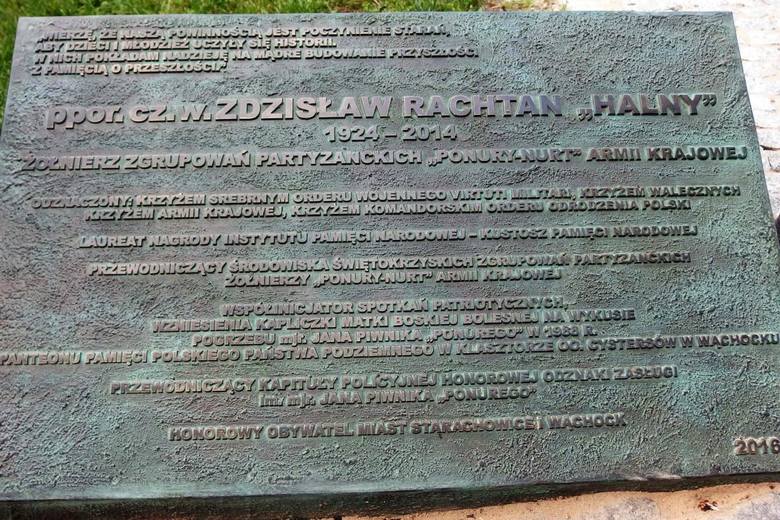 „WIERZĘ, ŻE NASZĄ POWINNOŚCIĄ JEST POCZYNIENIE STARAŃ,
ABY DZIECI I MŁODZIEŻ UCZYŁY SIĘ HISTORII.
W NICH POKŁADAM NADZIEJĘ NA MĄDRE BUDOWANIE PRZYSZŁOŚCI
Z PAMIĘCIĄ O PRZESZŁOŚCI."
ppor. cz. w. ZDZISŁAW RACHTAN „HALNY”
1924 – 2014
ŻOŁNIERZ ZGRUPOWAŃ PARTYZANCKICH „PONURY-NURT” ARMII KRAJOWEJ
ODZNACZONY: KRZYŻEM SREBRNYM ORDERU WOJENNEGO VIRTUTI MILITARI, KRZYŻEM WALECZNYCH
KRZYŻEM ARMII KRAJOWEJ, KRZYŻEM KOMANDORSKIM ORDERU ODRODZENIA POLSKI
LAUREAT NAGRODY INSTYTUTU PAMIĘCI NARODOWEJ – KUSTOSZ PAMIĘCI NARODOWEJ
PRZEWODNICZĄCY ŚRODOWISKA ŚWIĘTOKRZYSKICH ZGRUPOWAŃ PARTYZANCKICH
ŻOŁNIERZY „PONURY-NURT” ARMII KRAJOWEJ
WSPÓŁINICJATOR SPOTKAŃ PATRIOTYCZNYCH,
WZNIESIENIA KAPLICZKI MATKI BOSKIEJ BOLESNEJ NA WYKUSIE
POGRZEBU mjr. JANA PIWNIKA „PONUREGO” W 1988 R.
PANTEONU PAMIĘCI POLSKIEGO PAŃSTWA PODZIEMNEGO W KLASZTORZE OO. CYSTERSÓW W WĄCHOCKU
PRZEWODNICZĄCY KAPITUŁY POLICYJNEJ HONOROWEJ ODZNAKI ZASŁUGI
im. mjr. JANA PIWNIKA „PONUREGO”
HONOROWY OBYWATEL MIAST STARACHOWICE i WĄCHOCK
2016